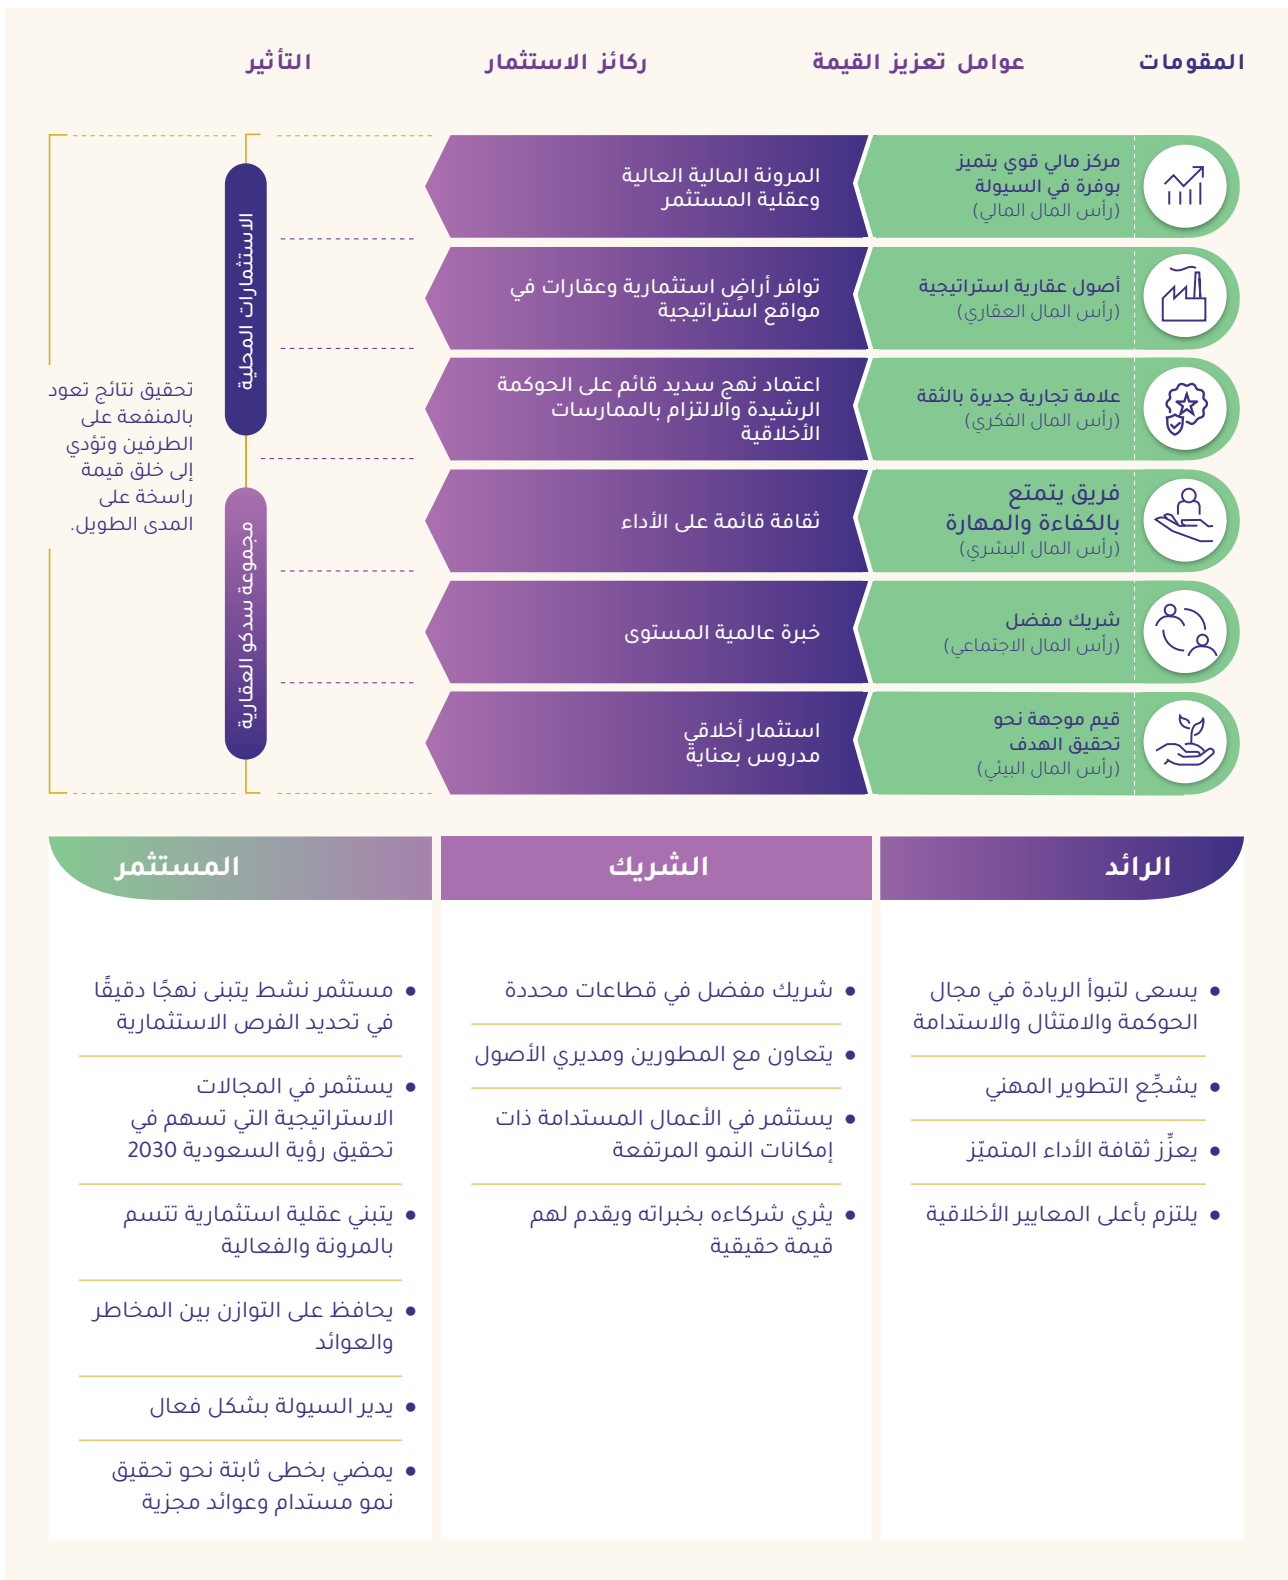 المقومات
عوامل تعزيز القيمة
ركائز الاستثمار
التأثير
مركز مالي قوي يتميز
بوفرة في السيولة
(رأس المال المالي)
المرونة المالية العالية
وعقلية المستثمر
أصول عقارية استراتيجية
(رأس المال العقاري)
توافر أراضٍ استثمارية وعقارات في
مواقع استراتيجية
علامة تجارية جديرة بالثقة
(رأس المال الفكري)
اعتماد نهج سديد قائم على الحوكمة
الرشيدة والالتزام بالممارسات
الأخلاقية
فريق يتمتع
بالكفاءة والمهارة
(رأس المال البشري)
ثقافة قائمة على الأداء
شريك مفضل
(رأس المال الاجتماعي)
خبرة عالمية المستوى
قيم موجهة نحو
تحقيق الهدف
(رأس المال البيئي)
استثمار أخلاقي
مدروس بعناية
الاستثمارات المحلية
مجموعة سدكو العقارية
تحقيق نتائج تعود
بالمنفعة على
الطرفين وتؤدي
إلى خلق قيمة
راسخة على
المدى الطويل.
الرائد
• يسعى لتبوأ الريادة في مجال
الحوكمة والامتثال والاستدامة
• يشجِّع التطوير المهني
• يعزِّز ثقافة الأداء المتميّز
• يلتزم بأعلى المعايير الأخلاقية
الشريك
• شريك مفضل في قطاعات محددة
• يتعاون مع المطورين ومديري الأصول
• يستثمر في الأعمال المستدامة ذات
إمكانات النمو المرتفعة
• يثري شركاءه بخبراته ويقدم لهم
قيمة حقيقية
المستثمر
• مستثمر نشط يتبنى نهجًا دقيقًا
في تحديد الفرص الاستثمارية
• يستثمر في المجالات
الاستراتيجية التي تسهم في
تحقيق رؤية السعودية 2030
• يتبني عقلية استثمارية تتسم
بالمرونة والفعالية
• يحافظ على التوازن بين المخاطر
والعوائد
• يدير السيولة بشكل فعال
• يمضي بخطى ثابتة نحو تحقيق
نمو مستدام وعوائد مجزية